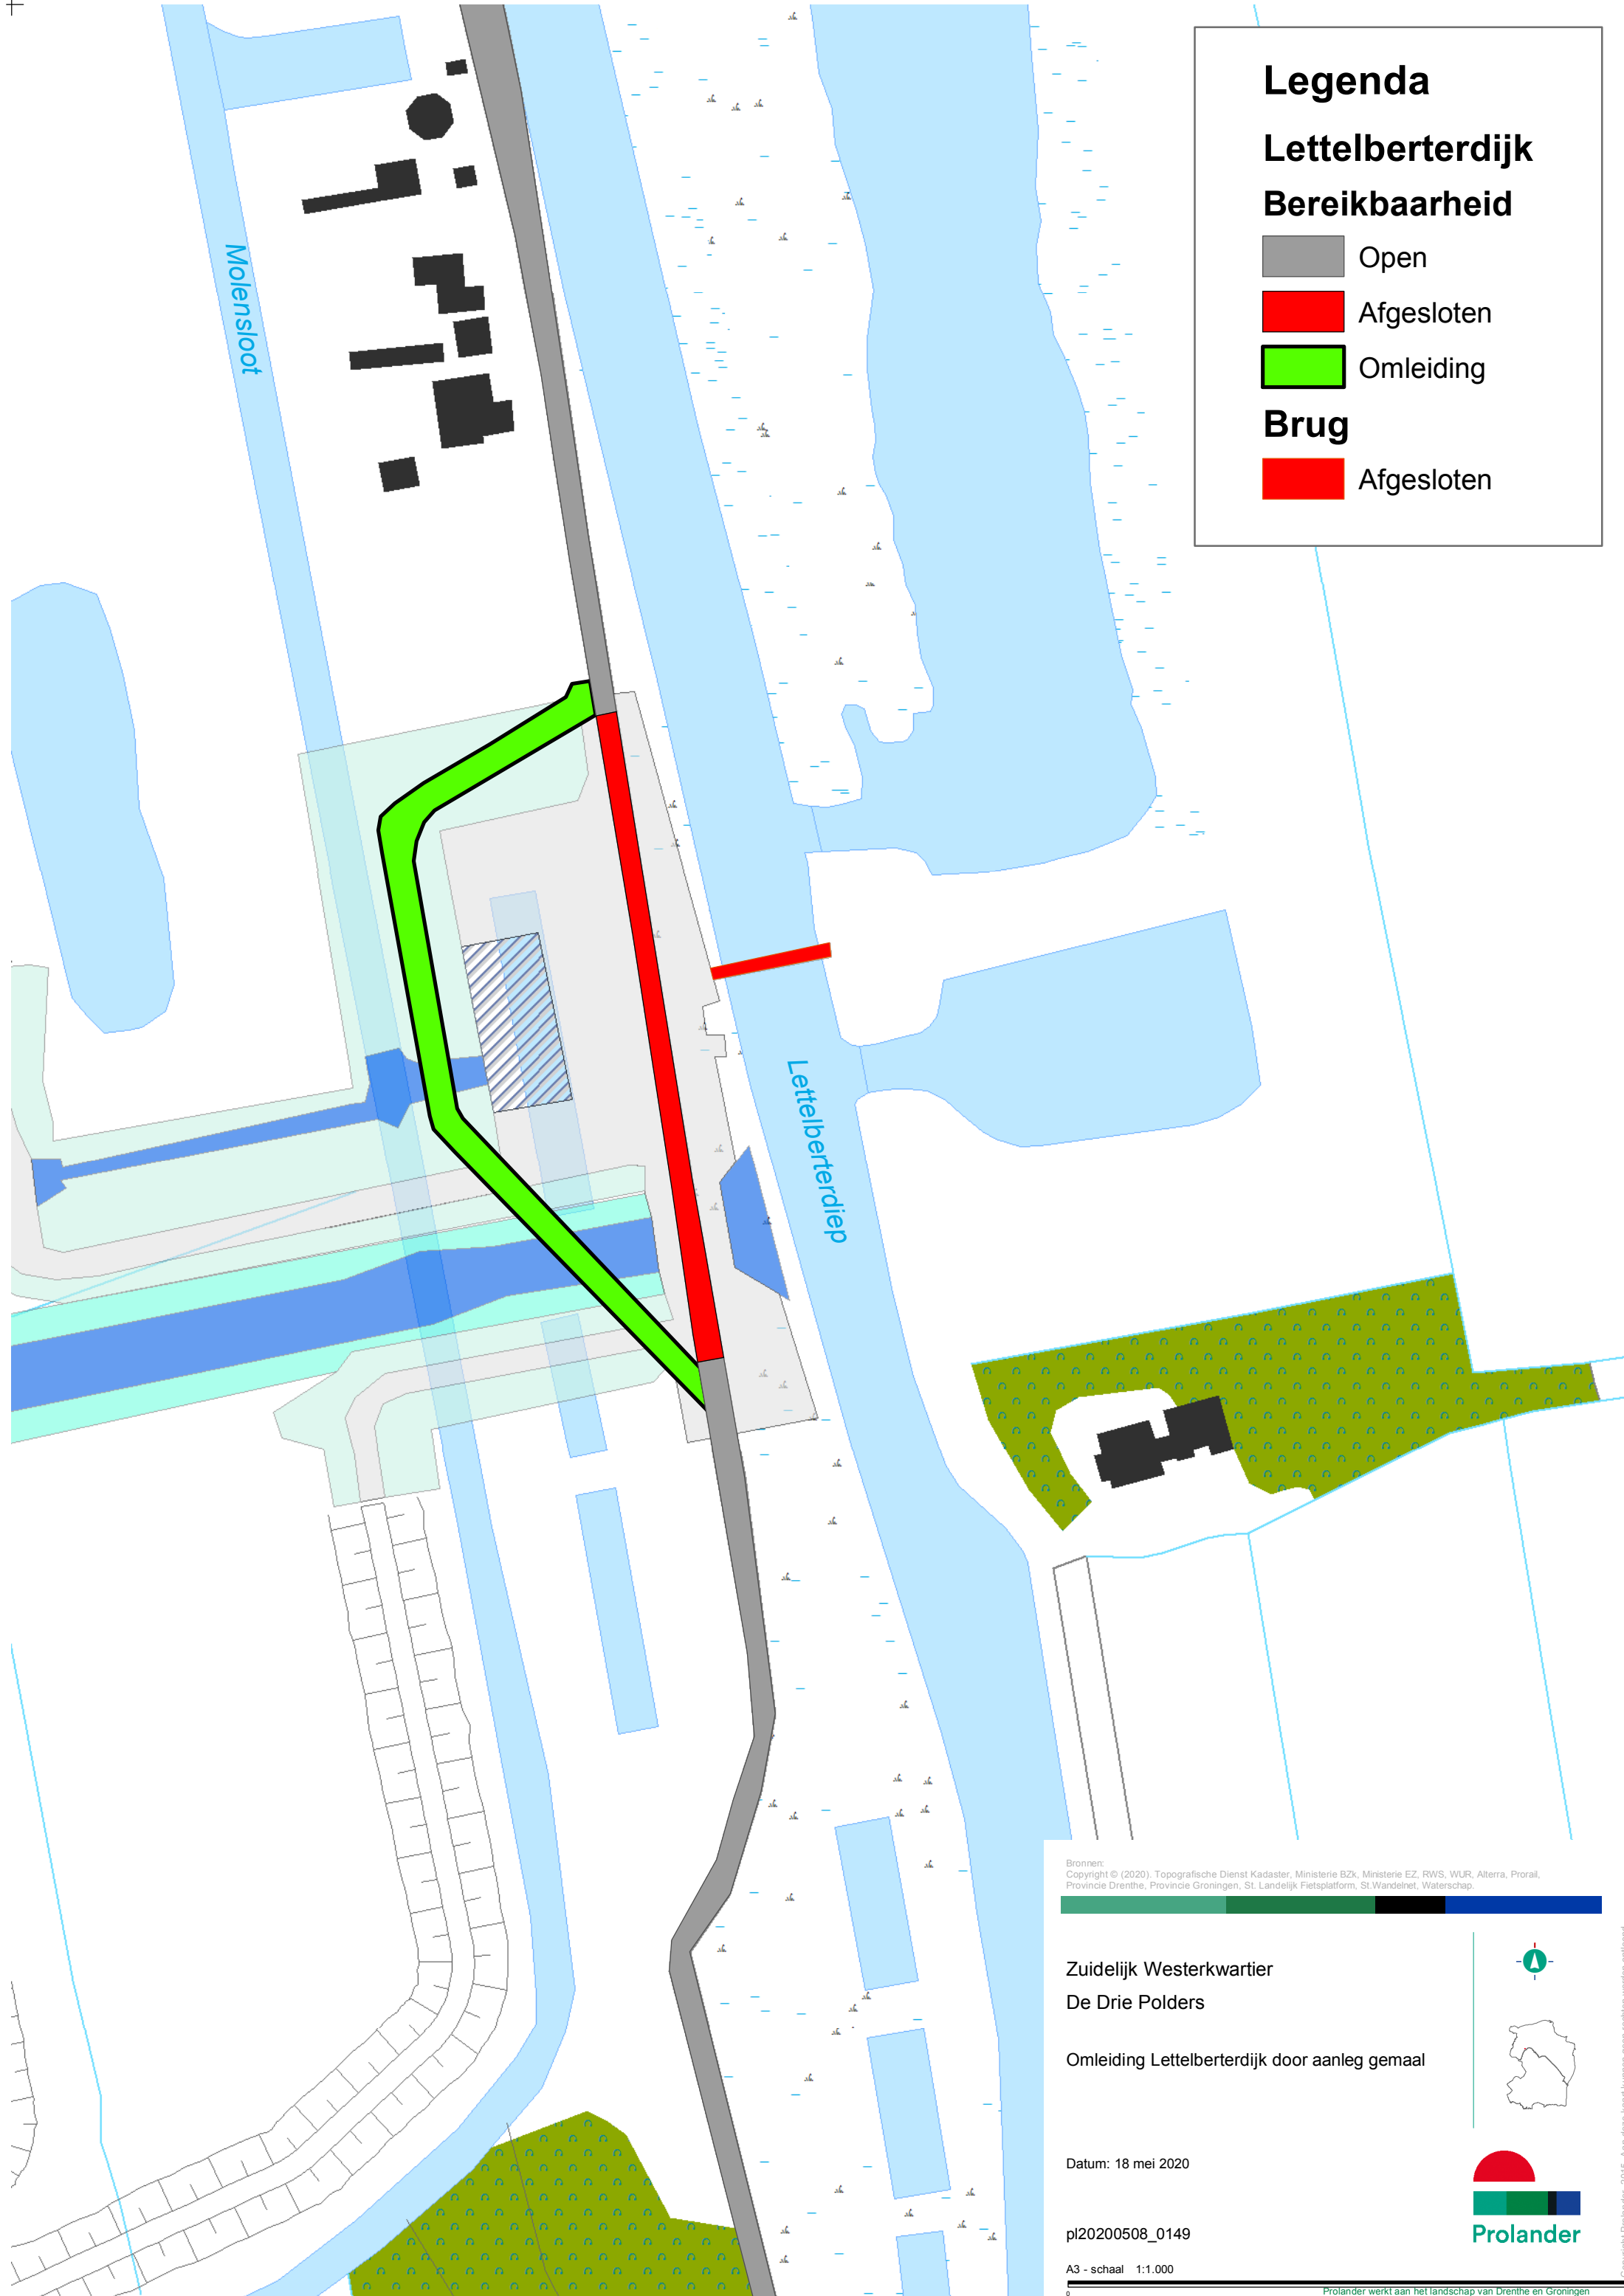 Legenda
Lettelberterdijk
Bereikbaarheid
Open
Afgesloten
Omleiding
Brug
Afgesloten
Molensloot
Lettelberterdiep
Bronnen:
Copyright © (2020), Topografische Dienst Kadaster, Ministerie BZk, Ministerie EZ, RWS, WUR, Alterra, Prorail,
Provincie Drenthe, Provincie Groningen, St. Landelijk Fietsplatform, St.Wandelnet, Waterschap.
Zuidelijk Westerkwartier
De Drie Polders
Omleiding Lettelberterdijk door aanleg gemaal
Datum: 18 mei 2020
pl20200508_0149
Prolander
A3 - schaal 1:1.000
0
Prolander werkt aan het landschap van Drenthe en Groningen